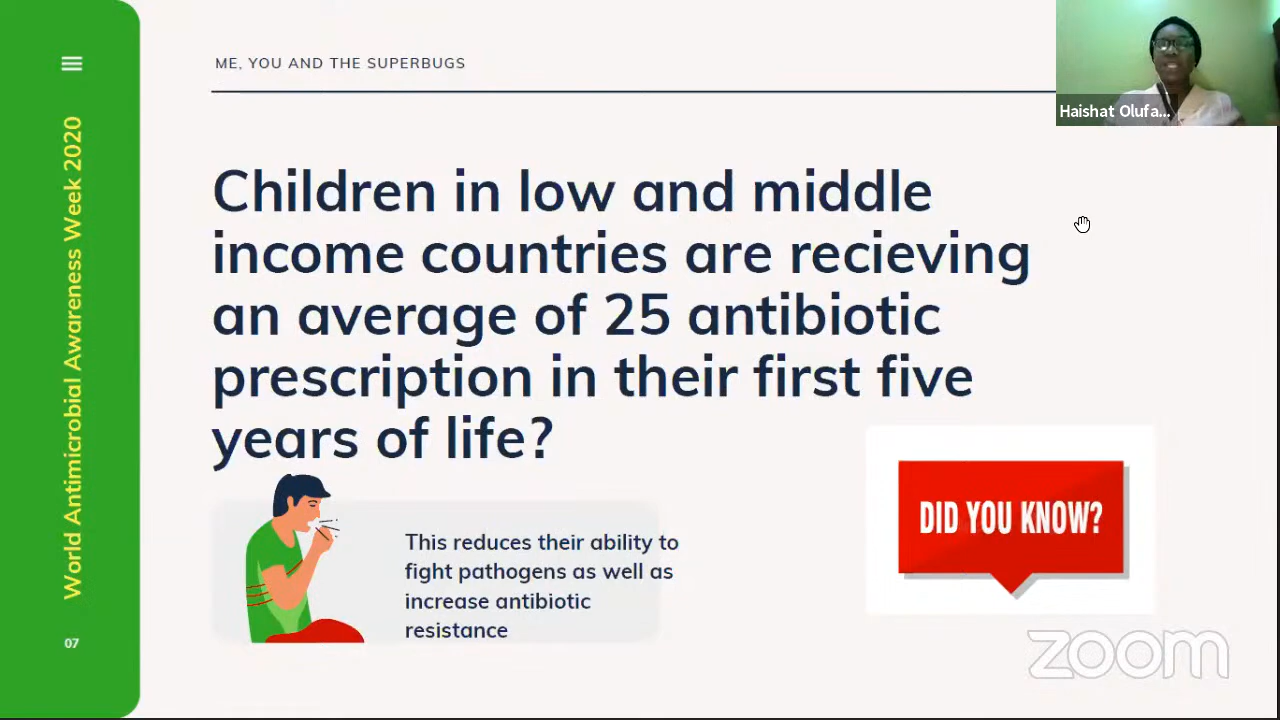 ME, YOU AND THE SUPERBUGS
Haishat Olufa...
World Antimicrobial Awareness Week 2020
Children in low and middle
income countries are recieving
an average of 25 antibiotic
prescription in their first five
years of life?
This reduces their ability to
fight pathogens as well as
increase antibiotic
resistance
DID YOU KNOW?
07
zoom